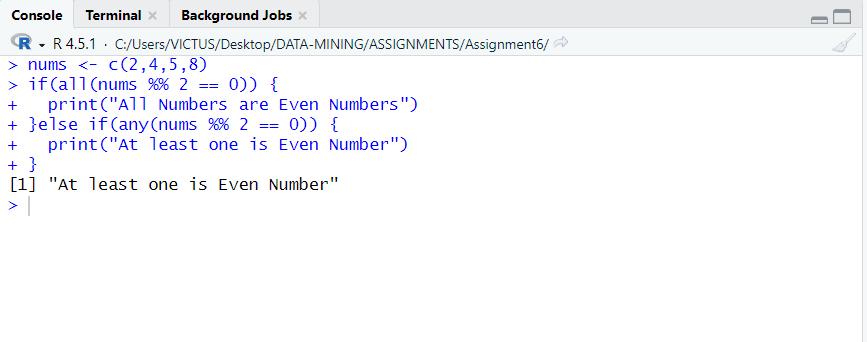 Console Terminal Background Jobs
R R 4.5.1 · C:/Users/VICTUS/Desktop/DATA-MINING/ASSIGNMENTS/Assignment6/
> nums <- c(2,4,5,8)
> if(all(nums %% 2 == 0)) {
+   print("All Numbers are Even Numbers")
+ }else if(any(nums %% 2 == 0)) {
+   print("At least one is Even Number")
+ }
[1] "At least one is Even Number"
>